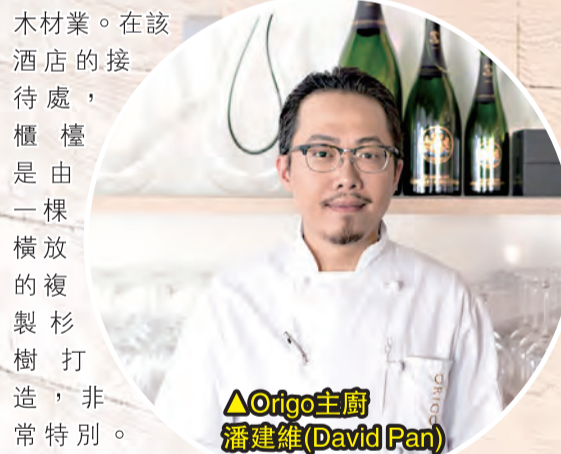 木材業。在該
酒店的接
待處，
櫃檯
是由
一棵
橫放
的複
製杉
樹打
造，非
常特別。
ORIGO
▲Origo主廚
潘建維(David Pan)